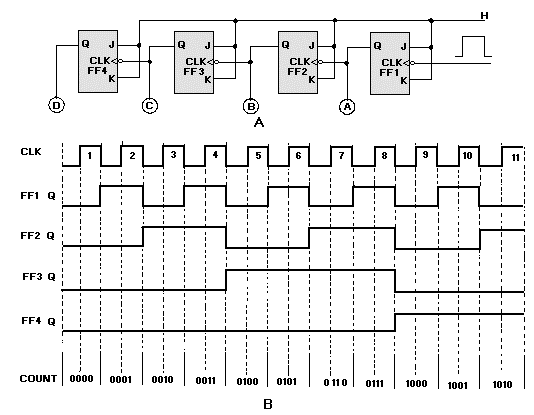 H
Q J Q J Q J Q J
CLK CLK CLK CLK
FF4 FF3 FF2 FF1
K K K K
D C B A
A
CLK 1 2 3 4 5 6 7 8 9 10 11
FF1 Q
FF2 Q
FF3 Q
FF4 Q
COUNT 0000 0001 0010 0011 0100 0101 0110 0111 1000 1001 1010
B